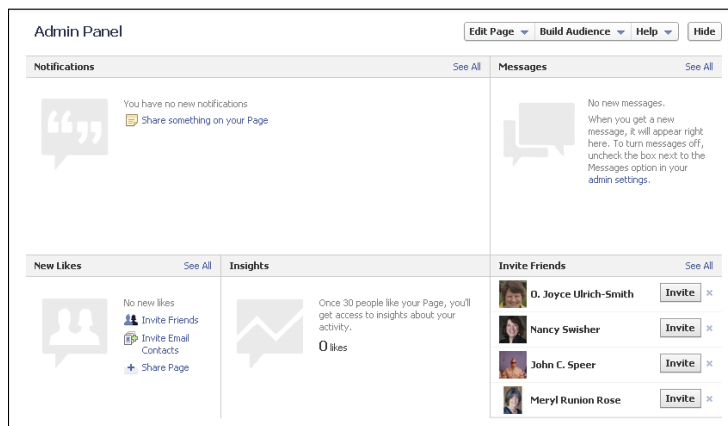 Admin Panel
Edit Page
Build Audience
Help
Hide
Notifications
See All
You have no new notifications
Share something on your Page
Messages
See All
No new messages.
When you get a new
message, it will appear right
here. To turn messages off,
uncheck the box next to the
Messages option in your
admin settings.
New Likes
See All
No new likes
Invite Friends
Invite Email
Contacts
Share Page
Insights
Once 30 people like your Page, you'll
get access to insights about your
activity.
0 likes
Invite Friends
See All
O. Joyce Ulrich-Smith
Invite
Nancy Swisher
Invite
John C. Speer
Invite
Meryl Runion Rose
Invite